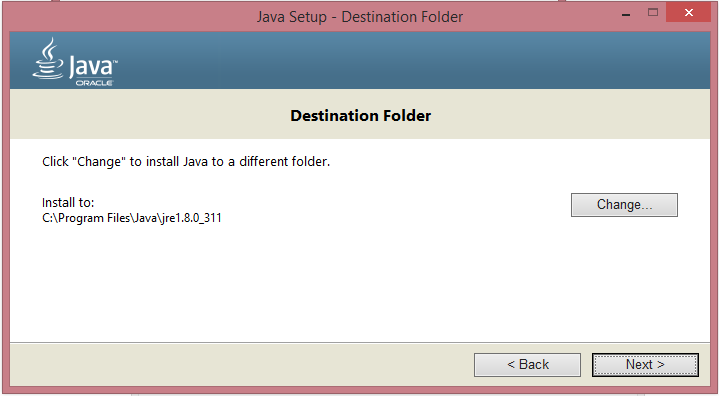 Java Setup - Destination Folder
Java™
ORACLE
Destination Folder
Click "Change" to install Java to a different folder.
Install to:
C:\Program Files\Java\jre1.8.0_311
Change...
< Back
Next >